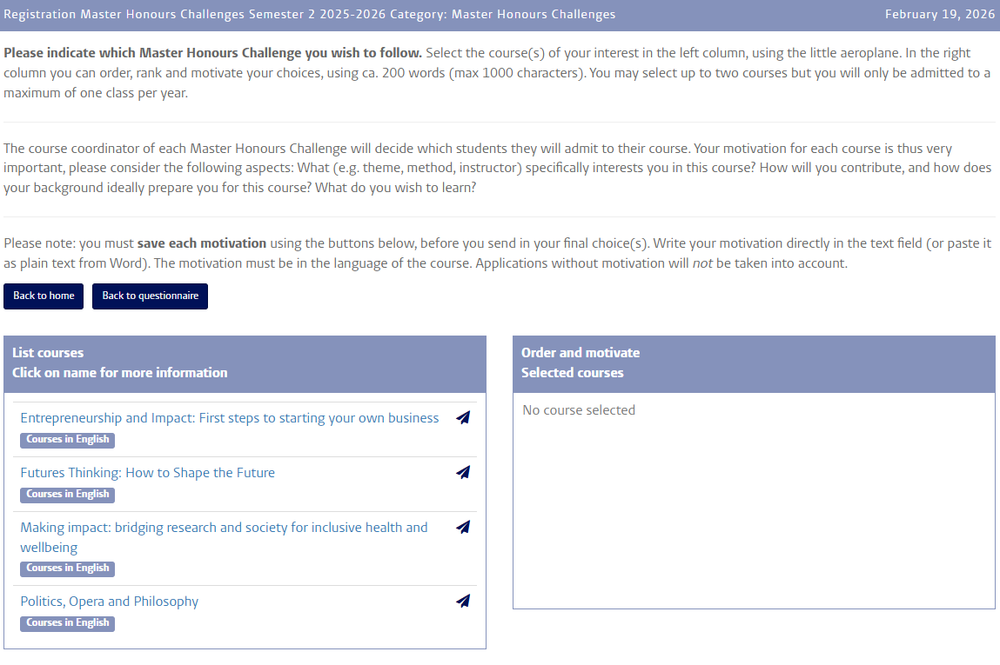 Registration Master Honours Challenges Semester 2 2025-2026 Category: Master Honours Challenges
February 19, 2026
Please indicate which Master Honours Challenge you wish to follow. Select the course(s) of your interest in the left column, using the little aeroplane. In the right
column you can order, rank and motivate your choices, using ca. 200 words (max 1000 characters). You may select up to two courses but you will only be admitted to a
maximum of one class per year.
The course coordinator of each Master Honours Challenge will decide which students they will admit to their course. Your motivation for each course is thus very
important, please consider the following aspects: What (e.g. theme, method, instructor) specifically interests you in this course? How will you contribute, and how does
your background ideally prepare you for this course? What do you wish to learn?
Please note: you must save each motivation using the buttons below, before you send in your final choice(s). Write your motivation directly in the text field (or paste it
as plain text from Word). The motivation must be in the language of the course. Applications without motivation will not be taken into account.
Back to home
Back to questionnaire
List courses
Click on name for more information
Entrepreneurship and Impact: First steps to starting your own business
Courses in English
Futures Thinking: How to Shape the Future
Courses in English
Making impact: bridging research and society for inclusive health and
wellbeing
Courses in English
Politics, Opera and Philosophy
Courses in English
Order and motivate
Selected courses
No course selected